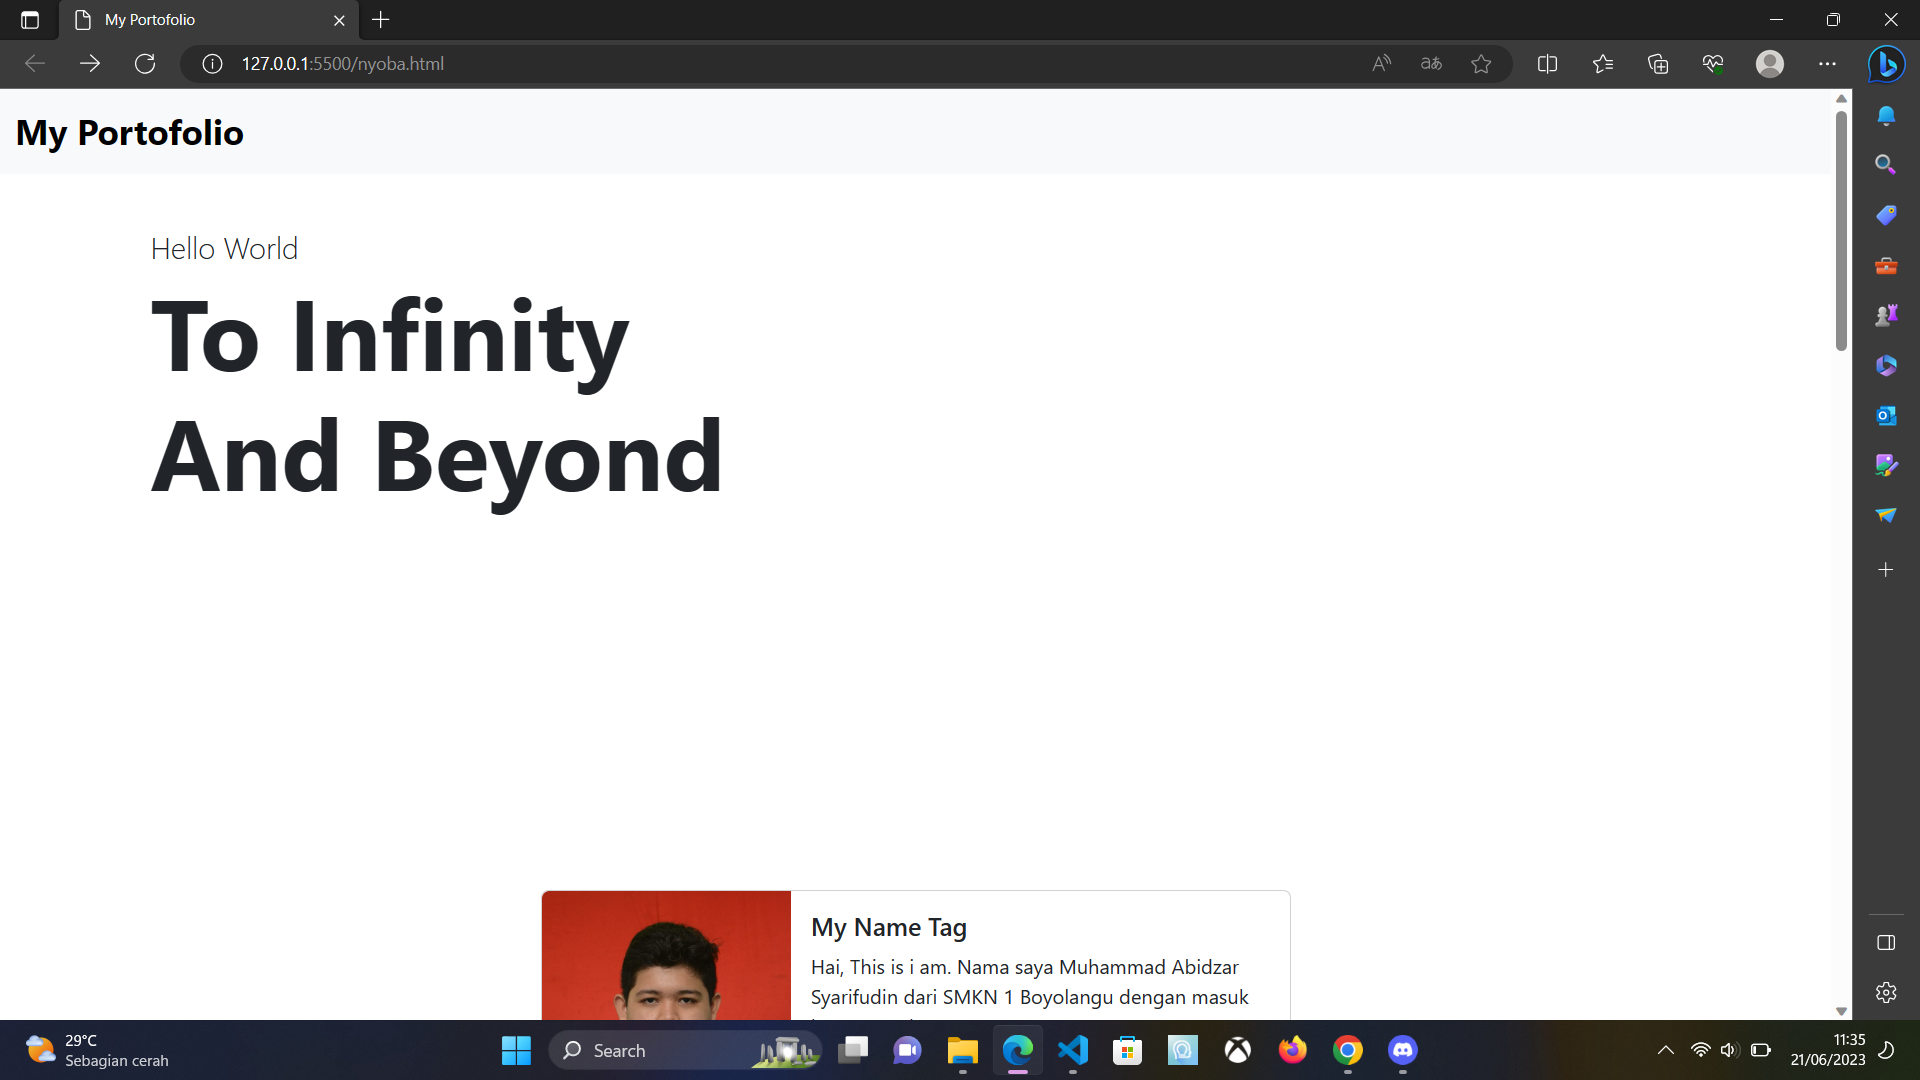 My Portofolio
127.0.0.1:5500/nyoba.html
My Portofolio
Hello World
To Infinity
And Beyond
My Name Tag
Hai, This is i am. Nama saya Muhammad Abidzar
Syarifudin dari SMKN 1 Boyolangu dengan masuk
29°C
Sebagian cerah
Search
11:35
21/06/2023